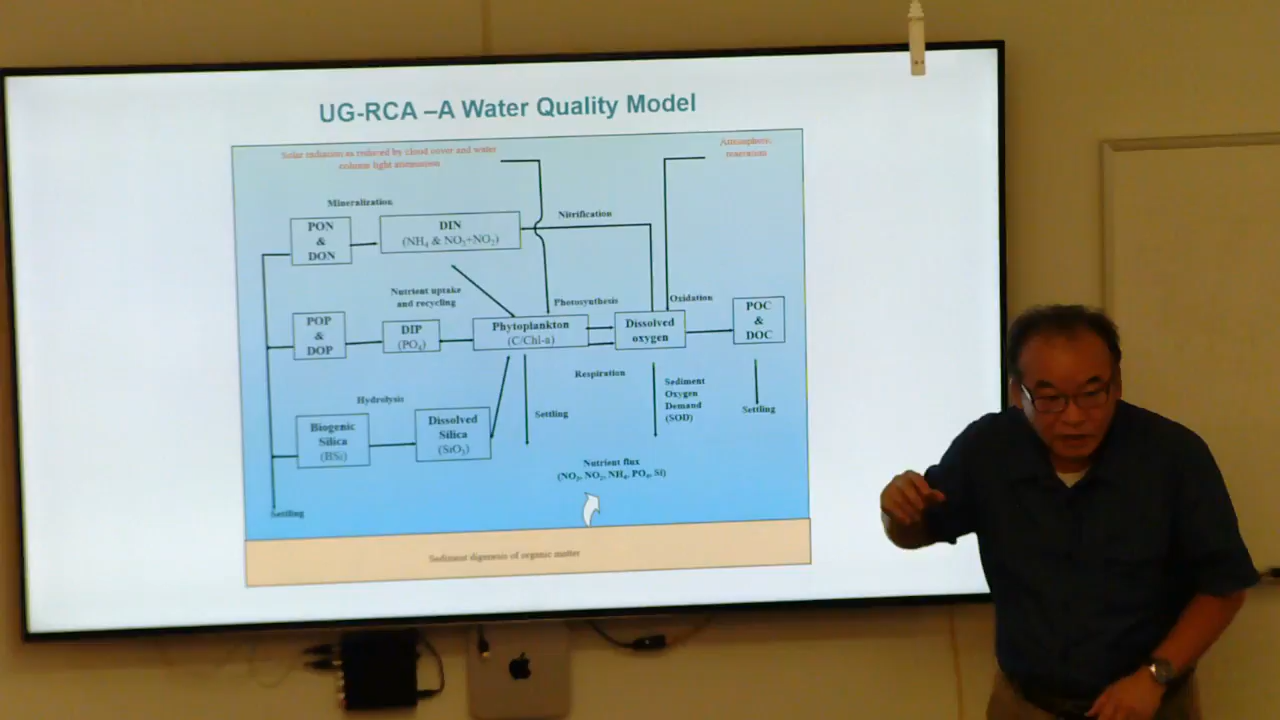 UG-RCA –A Water Quality Model
Solar radiation as reduced by cloud cover and water
column light attenuation
Atmospheric
reaeration
Mineralization
PON
&
DON
DIN
(NH₄ & NO₃+NO₂)
Nitrification
Nutrient uptake
and recycling
Photosynthesis
Oxidation
POP
&
DOP
DIP
(PO₄)
Phytoplankton
(C/Chl-a)
Dissolved
oxygen
POC
&
DOC
Respiration
Hydrolysis
Biogenic
Silica
(BSi)
Dissolved
Silica
(SiO₃)
Settling
Sediment
Oxygen
Demand
(SOD)
Settling
Nutrient flux
(NO₃, NO₂, NH₄, PO₄, Si)
Settling
Sediment digenesis of organic matter